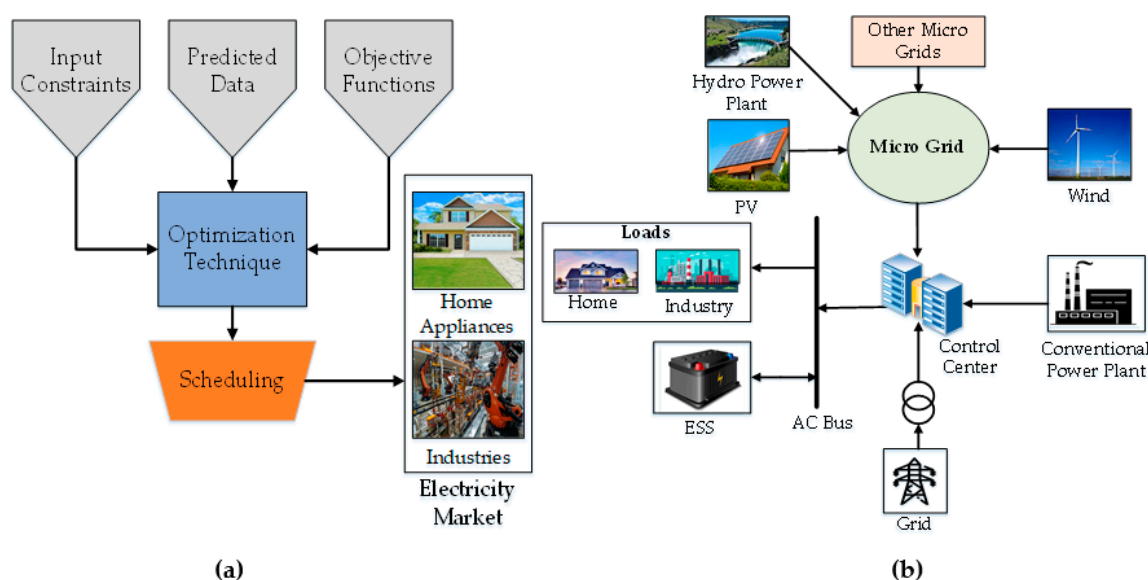 Input
Constraints
Predicted
Data
Objective
Functions
Optimization
Technique
Scheduling
Home
Appliances
Industries
Electricity
Market
(a)
Other Micro
Grids
Hydro Power
Plant
Micro Grid
PV
Wind
Loads
Home
Industry
Control
Center
Conventional
Power Plant
ESS
AC Bus
Grid
(b)